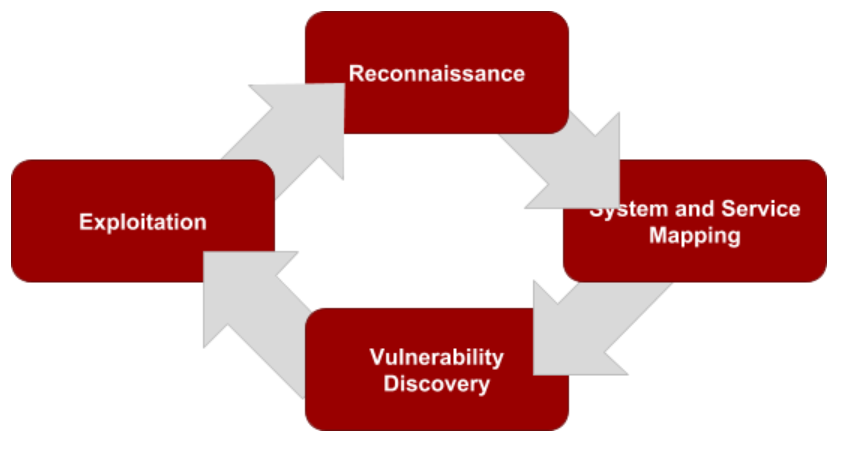 Reconnaissance
System and Service
Mapping
Vulnerability
Discovery
Exploitation